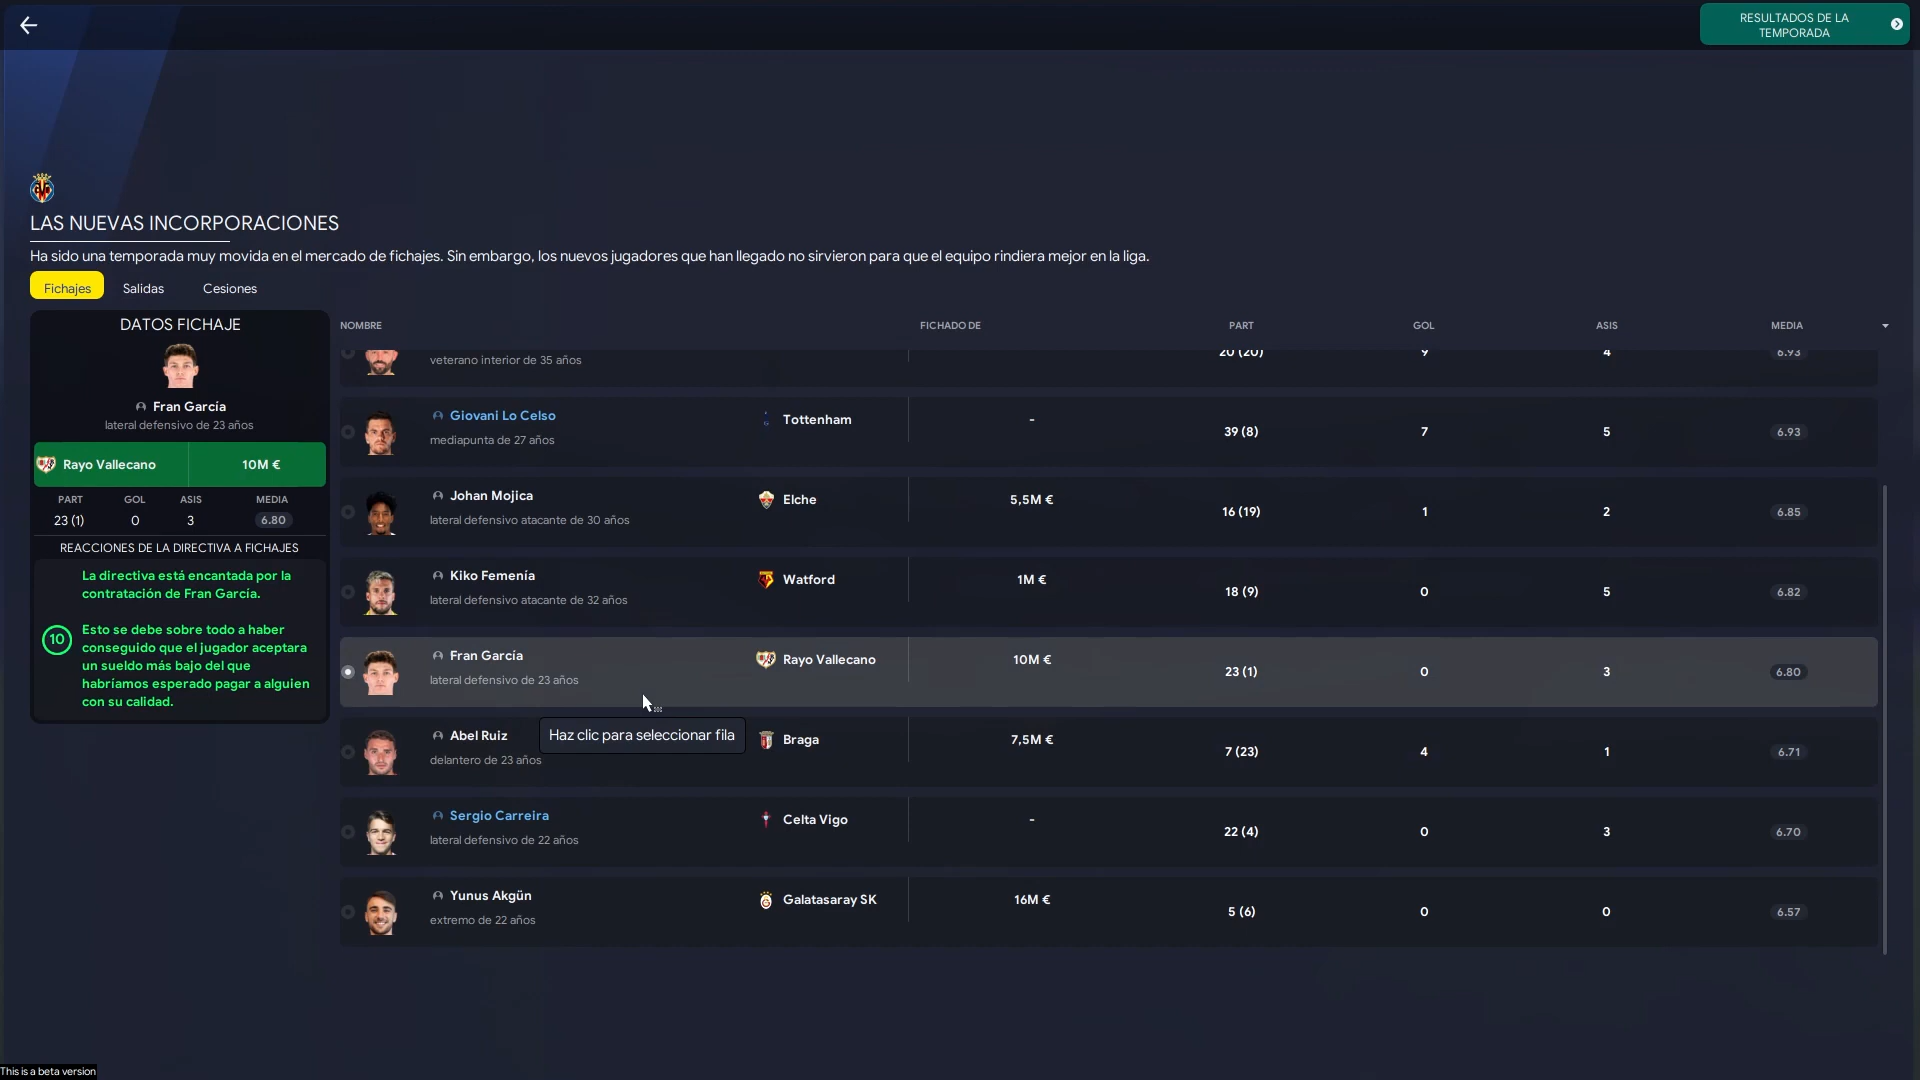 RESULTADOS DE LA
TEMPORADA
LAS NUEVAS INCORPORACIONES
Ha sido una temporada muy movida en el mercado de fichajes. Sin embargo, los nuevos jugadores que han llegado no sirvieron para que el equipo rindiera mejor en la liga.
Fichajes Salidas Cesiones
DATOS FICHAJE
Fran García
lateral defensivo de 23 años
Rayo Vallecano 10M €
PART GOL ASIS MEDIA
23 (1) 0 3 6.80
REACCIONES DE LA DIRECTIVA A FICHAJES
La directiva está encantada por la
contratación de Fran García.
10
Esto se debe sobre todo a haber
conseguido que el jugador aceptara
un sueldo más bajo del que
habríamos esperado pagar a alguien
con su calidad.
NOMBRE FICHADO DE PART GOL ASIS MEDIA
veterano interior de 35 años 20 (20) 9 4 6.93
Giovani Lo Celso Tottenham - 39 (8) 7 5 6.93
mediapunta de 27 años
Johan Mojica Elche 5,5M € 16 (19) 1 2 6.85
lateral defensivo atacante de 30 años
Kiko Femenía Watford 1M € 18 (9) 0 5 6.82
lateral defensivo atacante de 32 años
Fran García Rayo Vallecano 10M € 23 (1) 0 3 6.80
lateral defensivo de 23 años
Haz clic para seleccionar fila
Abel Ruiz Braga 7,5M € 7 (23) 4 1 6.71
delantero de 23 años
Sergio Carreira Celta Vigo - 22 (4) 0 3 6.70
lateral defensivo de 22 años
Yunus Akgün Galatasaray SK 16M € 5 (6) 0 0 6.57
extremo de 22 años
This is a beta version